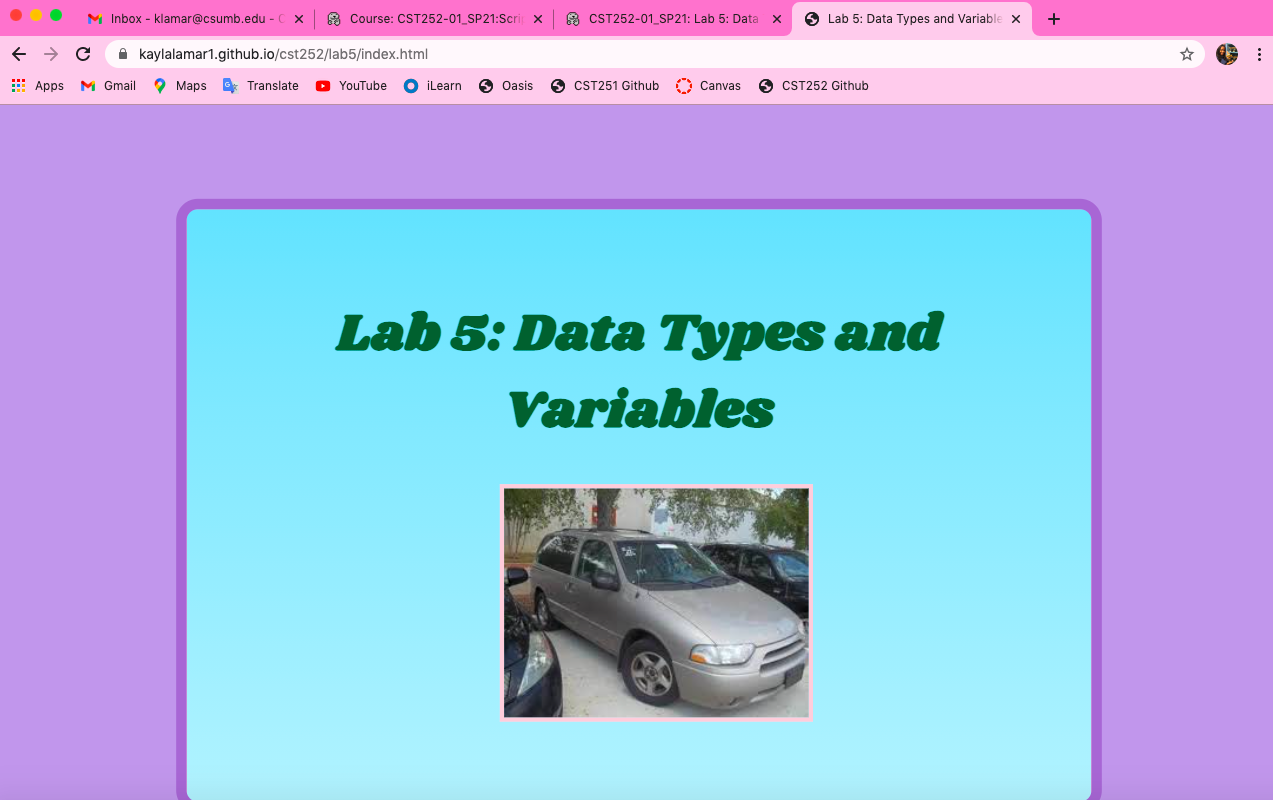 Inbox - klamar@csumb.edu - C
Course: CST252-01_SP21:Scri
CST252-01_SP21: Lab 5: Data
Lab 5: Data Types and Variable
kaylalamar1.github.io/cst252/lab5/index.html
Apps Gmail Maps Translate YouTube iLearn Oasis CST251 Github Canvas CST252 Github
Lab 5: Data Types and
Variables